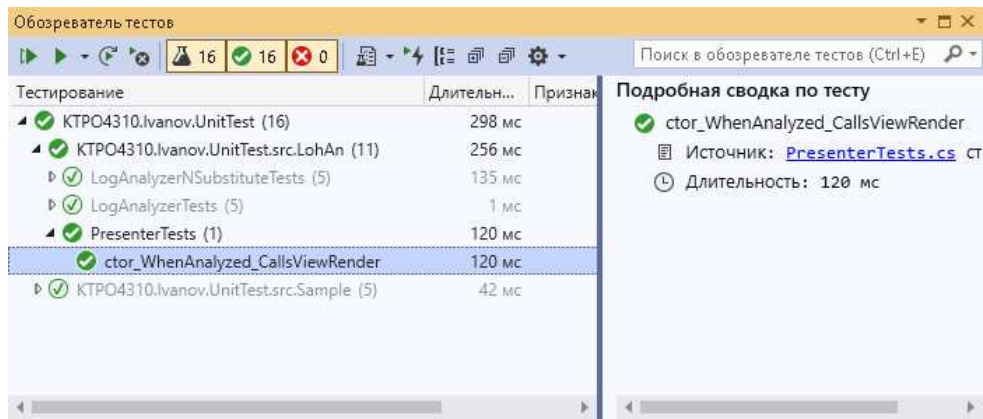 Обозреватель тестов
16 16 0 Поиск в обозревателе тестов (Ctrl+E)
Тестирование Длительн... Признак
KTPO4310.Ivanov.UnitTest (16) 298 мс
KTPO4310.Ivanov.UnitTest.src.LohAn (11) 256 мс
LogAnalyzerNSubstituteTests (5) 135 мс
LogAnalyzerTests (5) 1 мс
PresenterTests (1) 120 мс
ctor_WhenAnalyzed_CallsViewRender 120 мс
KTPO4310.Ivanov.UnitTest.src.Sample (5) 42 мс
Подробная сводка по тесту
ctor_WhenAnalyzed_CallsViewRender
Источник: PresenterTests.cs ст
Длительность: 120 мс